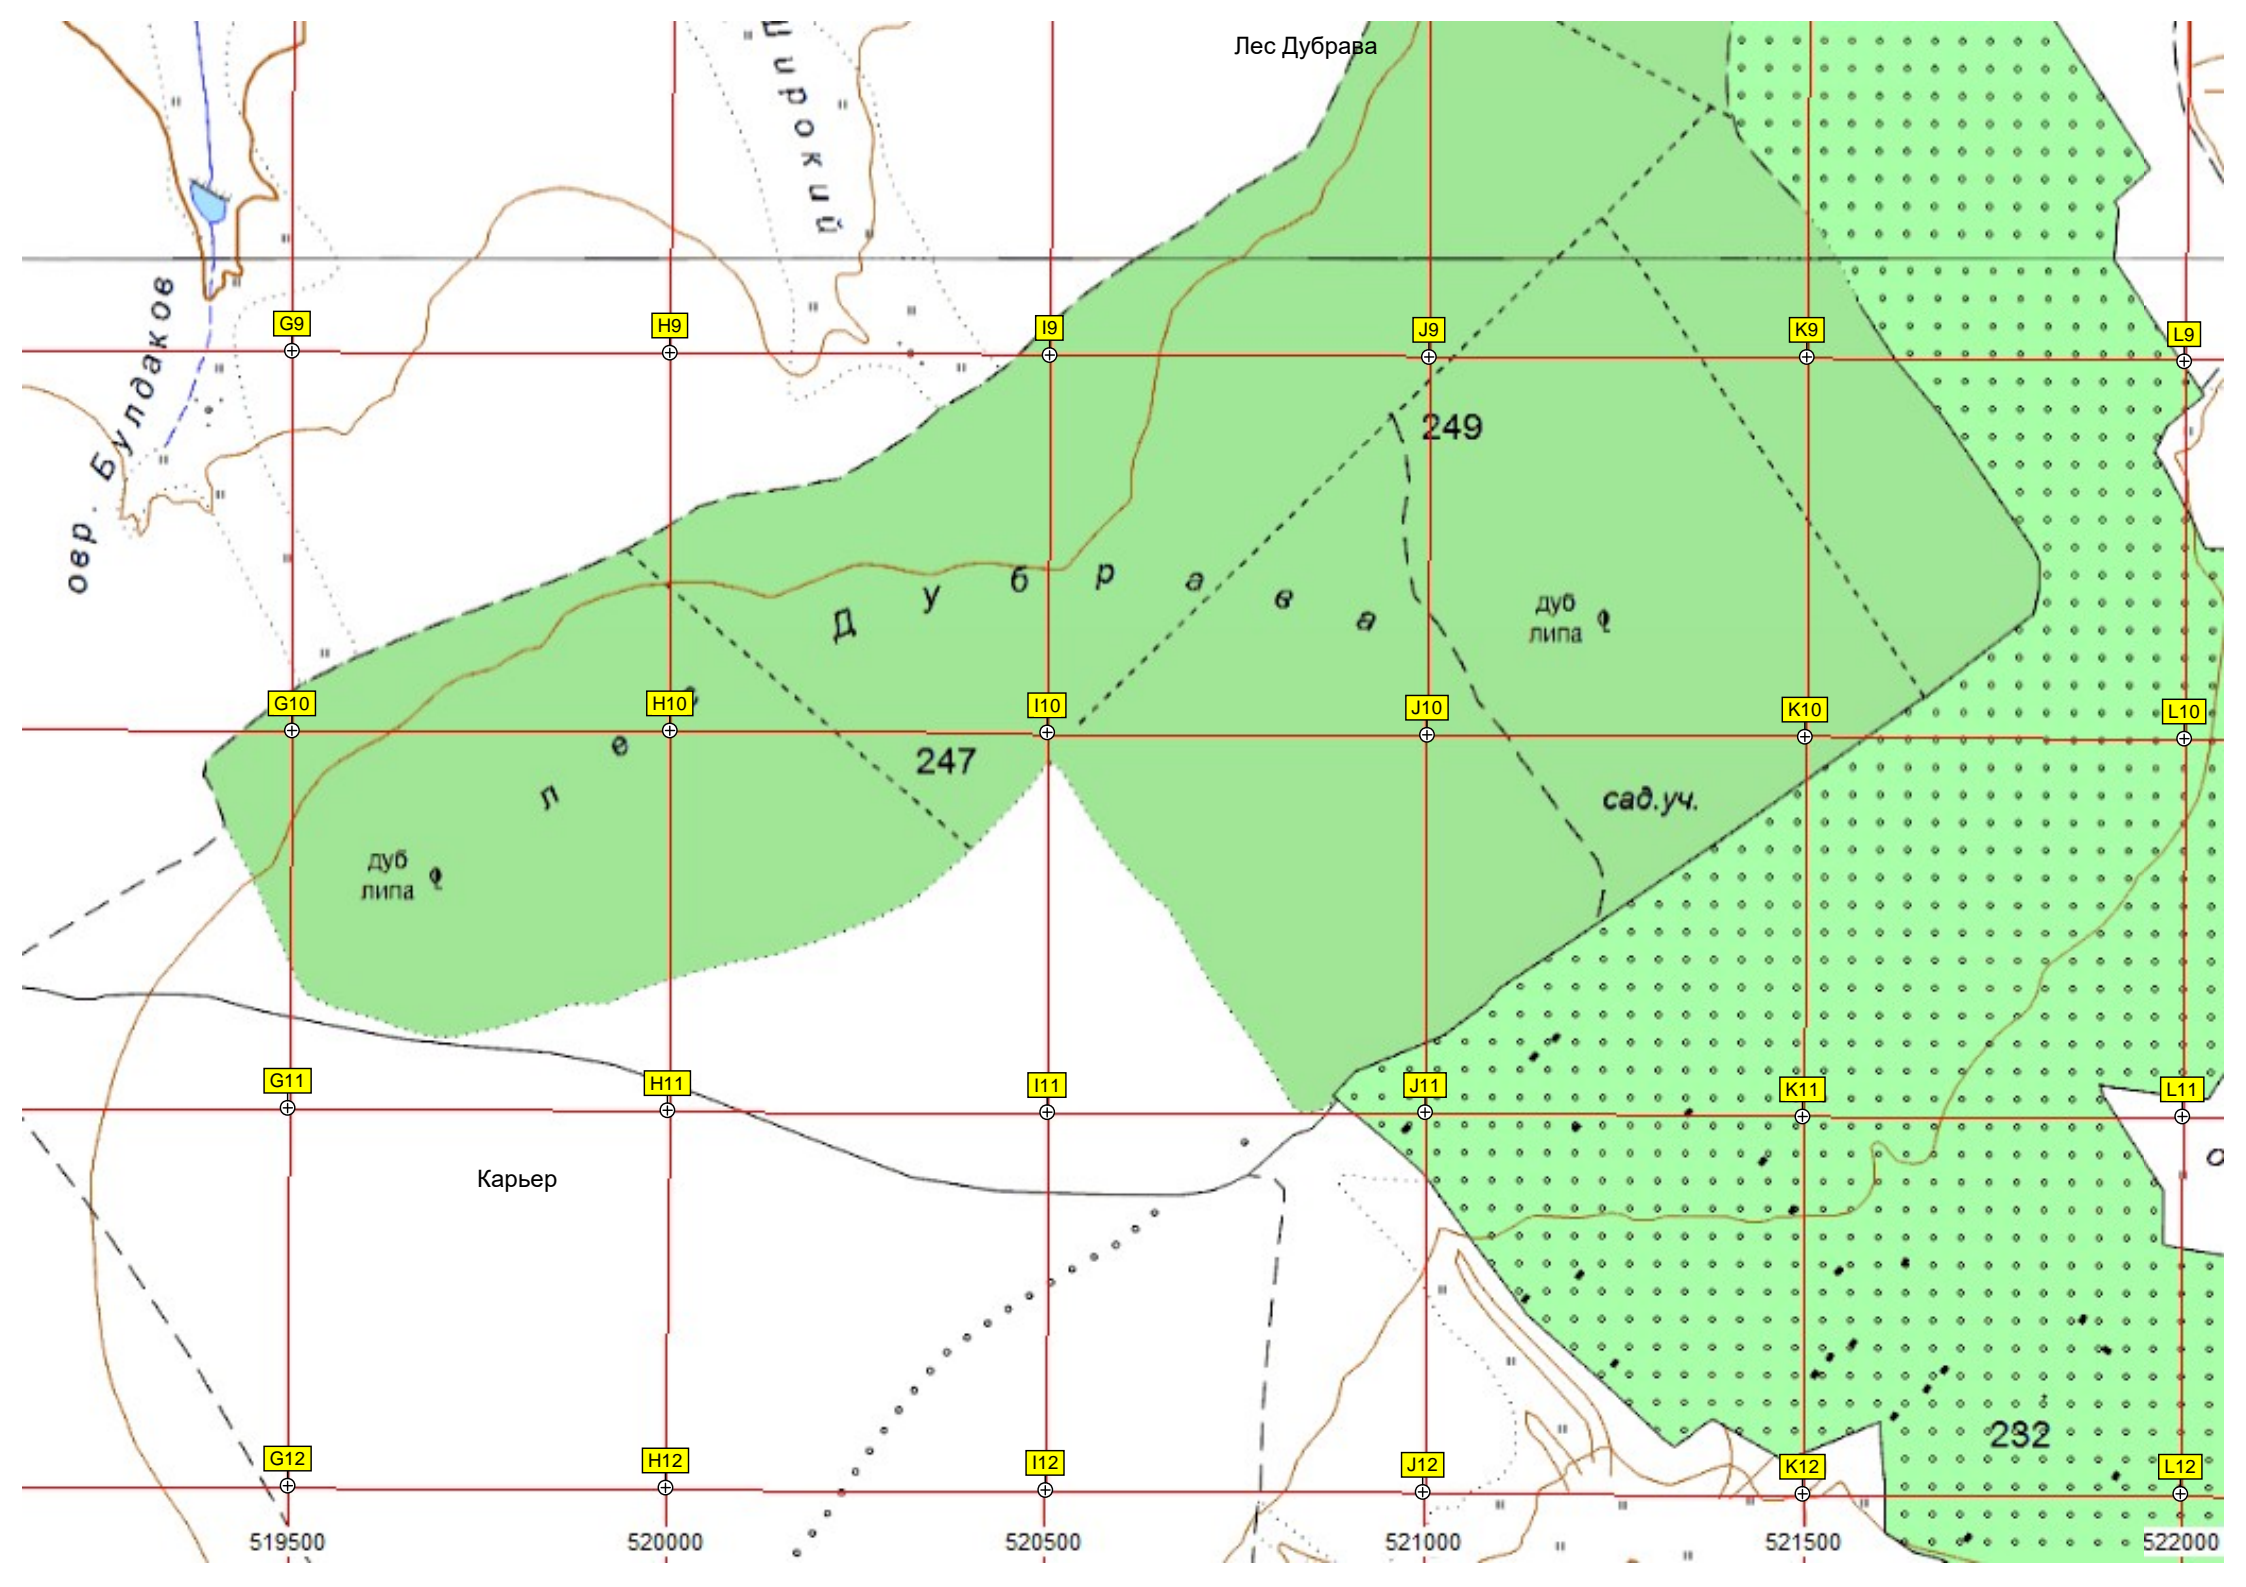 Лес Дубрава
Широкий
овр. Булдаков
G9
H9
I9
J9
K9
L9
249
лес Дубрава
дуб
липа
G10
H10
I10
J10
K10
L10
247
сад.уч.
дуб
липа
G11
H11
I11
J11
K11
L11
о
Карьер
232
G12
H12
I12
J12
K12
L12
519500
520000
520500
521000
521500
522000